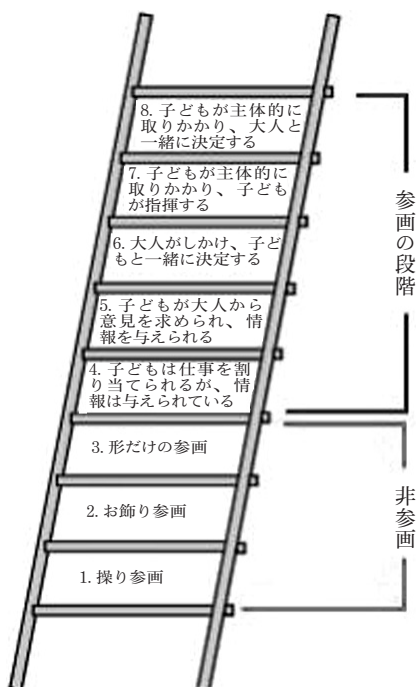 8. 子どもが主体的に
取りかかり、大人と
一緒に決定する
7. 子どもが主体的に
取りかかり、子ども
が指揮する
6. 大人がしかけ、子ど
もと一緒に決定する
5. 子どもが大人から
意見を求められ、情
報を与えられる
4. 子どもは仕事を割
り当てられるが、情
報は与えられている
3. 形だけの参画
2. お飾り参画
1. 操り参画
参画の段階
非参画